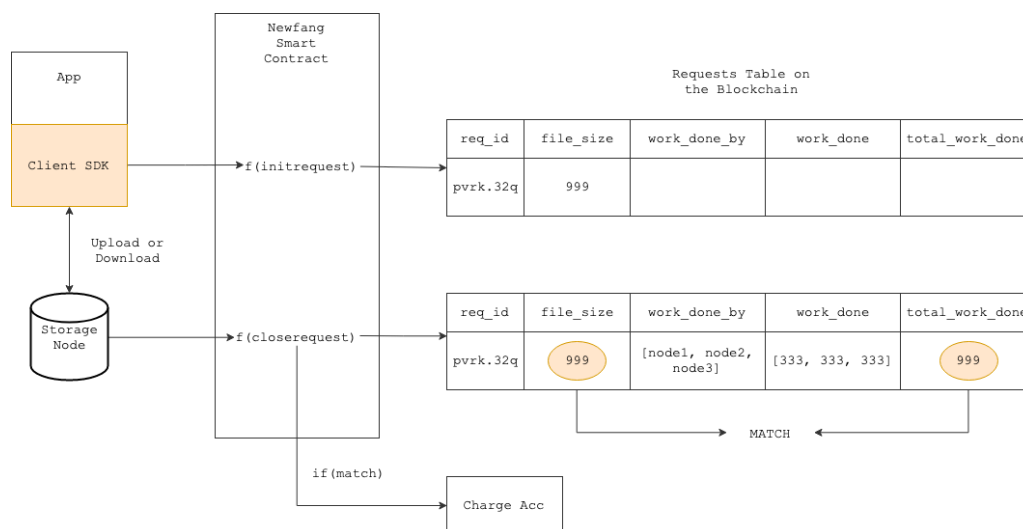 Newfang
Smart
Contract
App
Client SDK
Upload or
Download
Storage
Node
f(initrequest)
f(closerequest)
if(match)
Charge Acc
Requests Table on
the Blockchain
req_id file_size work_done_by work_done total_work_done
pvrk.32q 999
req_id file_size work_done_by work_done total_work_done
pvrk.32q 999 [node1, node2, [333, 333, 333] 999
node3]
MATCH